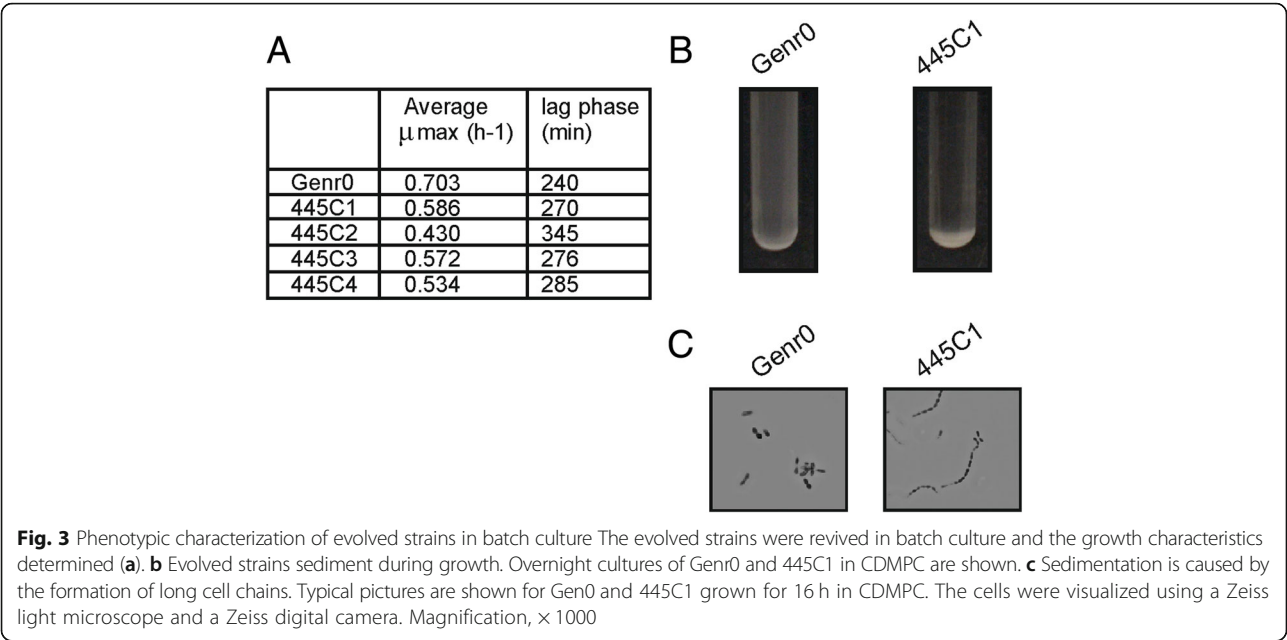 A
Average lag phase
μmax (h-1) (min)
Genr0 0.703 240
445C1 0.586 270
445C2 0.430 345
445C3 0.572 276
445C4 0.534 285
B
Genr0 445C1
C
Genr0 445C1
Fig. 3 Phenotypic characterization of evolved strains in batch culture The evolved strains were revived in batch culture and the growth characteristics
determined (a). b Evolved strains sediment during growth. Overnight cultures of Genr0 and 445C1 in CDMPC are shown. c Sedimentation is caused by
the formation of long cell chains. Typical pictures are shown for Gen0 and 445C1 grown for 16 h in CDMPC. The cells were visualized using a Zeiss
light microscope and a Zeiss digital camera. Magnification, × 1000